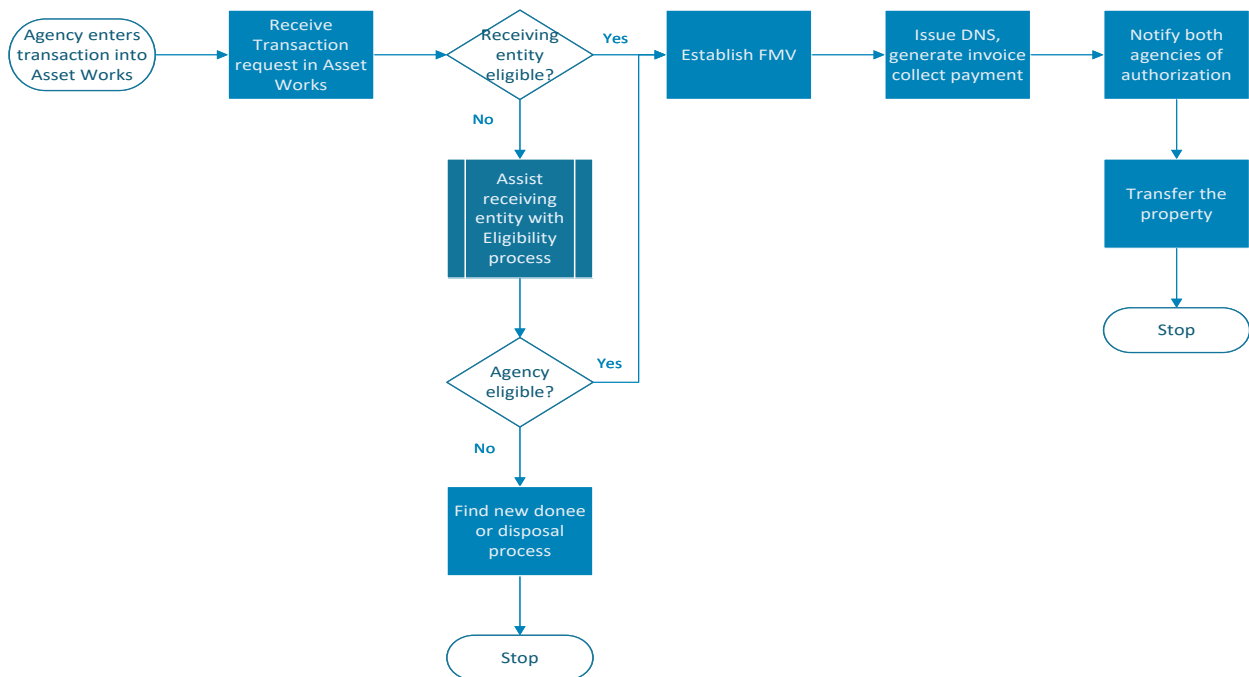 Agency enters
transaction into
Asset Works
Receive
Transaction
request in Asset
Works
Receiving
entity
eligible?
Yes
Establish FMV
Issue DNS,
generate invoice
collect payment
Notify both
agencies of
authorization
No
Assist
receiving
entity with
Eligibility
process
Transfer the
property
Stop
Agency
eligible?
Yes
No
Find new donee
or disposal
process
Stop